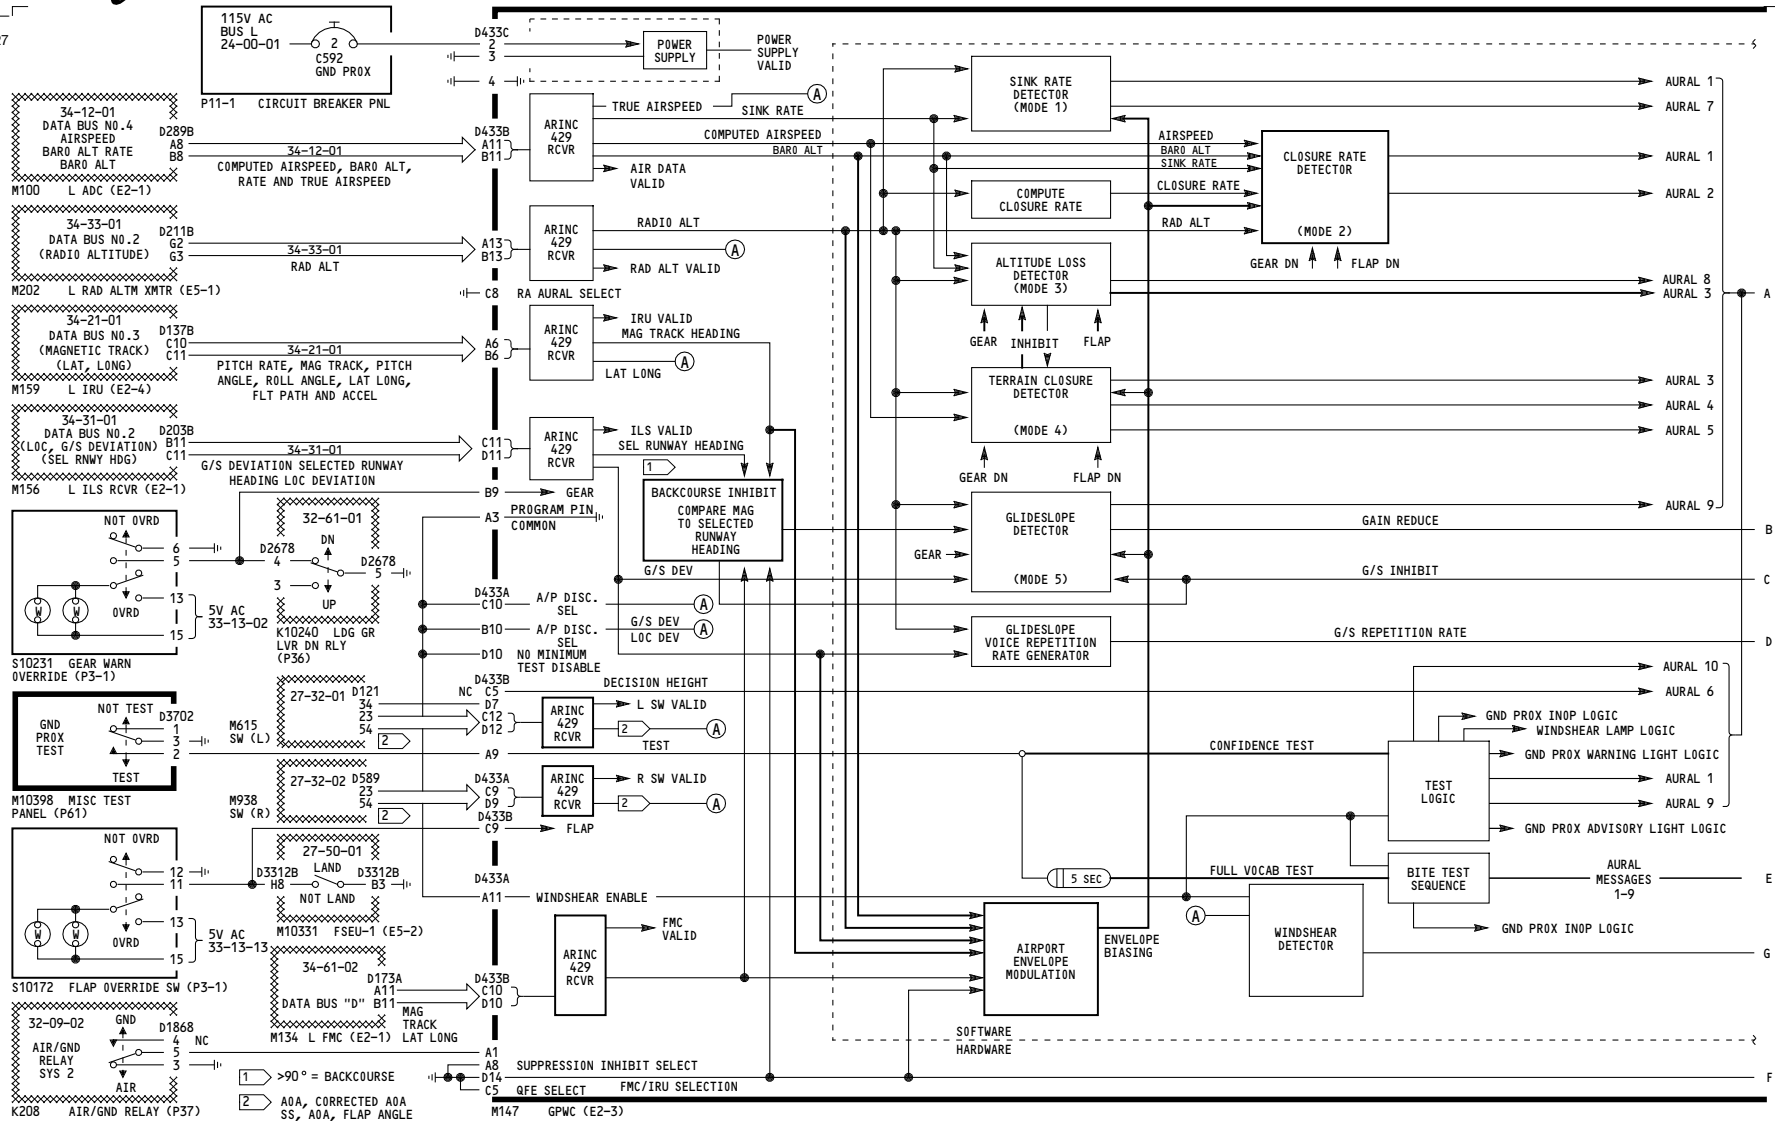 27
115V AC
BUS L
24-00-01
2
C592
GND PROX
P11-1 CIRCUIT BREAKER PNL
D433C
2
3
4
POWER
SUPPLY
POWER
SUPPLY
VALID
34-12-01
DATA BUS NO.4
AIRSPEED
BARO ALT RATE
BARO ALT
D289B
A8
B8
M100 L ADC (E2-1)
34-12-01
COMPUTED AIRSPEED, BARO ALT,
RATE AND TRUE AIRSPEED
D433B
A11
B11
ARINC
429
RCVR
TRUE AIRSPEED
A
SINK RATE
COMPUTED AIRSPEED
BARO ALT
AIR DATA
VALID
34-33-01
DATA BUS NO.2
(RADIO ALTITUDE)
D211B
G2
G3
M202 L RAD ALTM XMTR (E5-1)
34-33-01
RAD ALT
A13
B13
ARINC
429
RCVR
RADIO ALT
A
RAD ALT VALID
C8 RA AURAL SELECT
34-21-01
DATA BUS NO.3
(MAGNETIC TRACK)
(LAT, LONG)
D137B
C10
C11
M159 L IRU (E2-4)
34-21-01
PITCH RATE, MAG TRACK, PITCH
ANGLE, ROLL ANGLE, LAT LONG,
FLT PATH AND ACCEL
A6
B6
ARINC
429
RCVR
IRU VALID
MAG TRACK HEADING
A
LAT LONG
34-31-01
DATA BUS NO.2
(LOC, G/S DEVIATION)
(SEL RNWY HDG)
D203B
B11
C11
M156 L ILS RCVR (E2-1)
34-31-01
G/S DEVIATION SELECTED RUNWAY
HEADING LOC DEVIATION
C11
D11
ARINC
429
RCVR
ILS VALID
SEL RUNWAY HEADING
1
B9 GEAR
A3 PROGRAM PIN
COMMON
BACKCOURSE INHIBIT
COMPARE MAG
TO SELECTED
RUNWAY
HEADING
G/S DEV
NOT OVRD
6
5
13
15
W
W
OVRD
5V AC
33-13-02
S10231 GEAR WARN
OVERRIDE (P3-1)
32-61-01
DN
D2678
4
3
D2678
5
UP
K10240 LDG GR
LVR DN RLY
(P36)
D433A
C10 A/P DISC.
SEL
A
B10 A/P DISC.
SEL
G/S DEV
LOC DEV
A
D10 NO MINIMUM
TEST DISABLE
GND
PROX
TEST
NOT TEST
D3702
1
3
2
TEST
M10398 MISC TEST
PANEL (P61)
M615
SW (L)
27-32-01
D121
34
23
54
2
D433B
NC C5
D7
C12
D12
DECISION HEIGHT
ARINC
429
RCVR
L SW VALID
2
A
A9
TEST
M938
SW (R)
27-32-02
D589
23
54
2
D433A
C9
D9
D433B
C9 FLAP
ARINC
429
RCVR
R SW VALID
2
A
NOT OVRD
12
11
13
15
W
W
OVRD
5V AC
33-13-13
S10172 FLAP OVERRIDE SW (P3-1)
27-50-01
LAND
D3312B
H8
D3312B
B3
NOT LAND
M10331 FSEU-1 (E5-2)
D433A
A11 WINDSHEAR ENABLE
34-61-02
D173A
A11
B11
DATA BUS "D"
M134 L FMC (E2-1)
MAG
TRACK
LAT LONG
D433B
C10
D10
ARINC
429
RCVR
FMC
VALID
32-09-02
GND
AIR/GND
RELAY
SYS 2
D1868
4
5
3
NC
AIR
K208 AIR/GND RELAY (P37)
1 >90° = BACKCOURSE
2 AOA, CORRECTED AOA
SS, AOA, FLAP ANGLE
A1
A8 SUPPRESSION INHIBIT SELECT
D14
FMC/IRU SELECTION
C5 QFE SELECT
M147 GPWC (E2-3)
SINK RATE
DETECTOR
(MODE 1)
AURAL 1
AURAL 7
AIRSPEED
BARO ALT
SINK RATE
CLOSURE RATE
RAD ALT
CLOSURE RATE
DETECTOR
(MODE 2)
AURAL 1
AURAL 2
GEAR DN
FLAP DN
COMPUTE
CLOSURE RATE
ALTITUDE LOSS
DETECTOR
(MODE 3)
AURAL 8
AURAL 3
A
GEAR
INHIBIT
FLAP
TERRAIN CLOSURE
DETECTOR
(MODE 4)
AURAL 3
AURAL 4
AURAL 5
GEAR DN
FLAP DN
GLIDESLOPE
DETECTOR
(MODE 5)
GEAR
AURAL 9
GAIN REDUCE
B
G/S INHIBIT
C
GLIDESLOPE
VOICE REPETITION
RATE GENERATOR
G/S REPETITION RATE
D
AURAL 10
AURAL 6
GND PROX INOP LOGIC
WINDSHEAR LAMP LOGIC
CONFIDENCE TEST
TEST
LOGIC
GND PROX WARNING LIGHT LOGIC
AURAL 1
AURAL 9
GND PROX ADVISORY LIGHT LOGIC
5 SEC
FULL VOCAB TEST
BITE TEST
SEQUENCE
AURAL
MESSAGES
1-9
E
GND PROX INOP LOGIC
A
WINDSHEAR
DETECTOR
G
AIRPORT
ENVELOPE
MODULATION
ENVELOPE
BIASING
SOFTWARE
HARDWARE
F